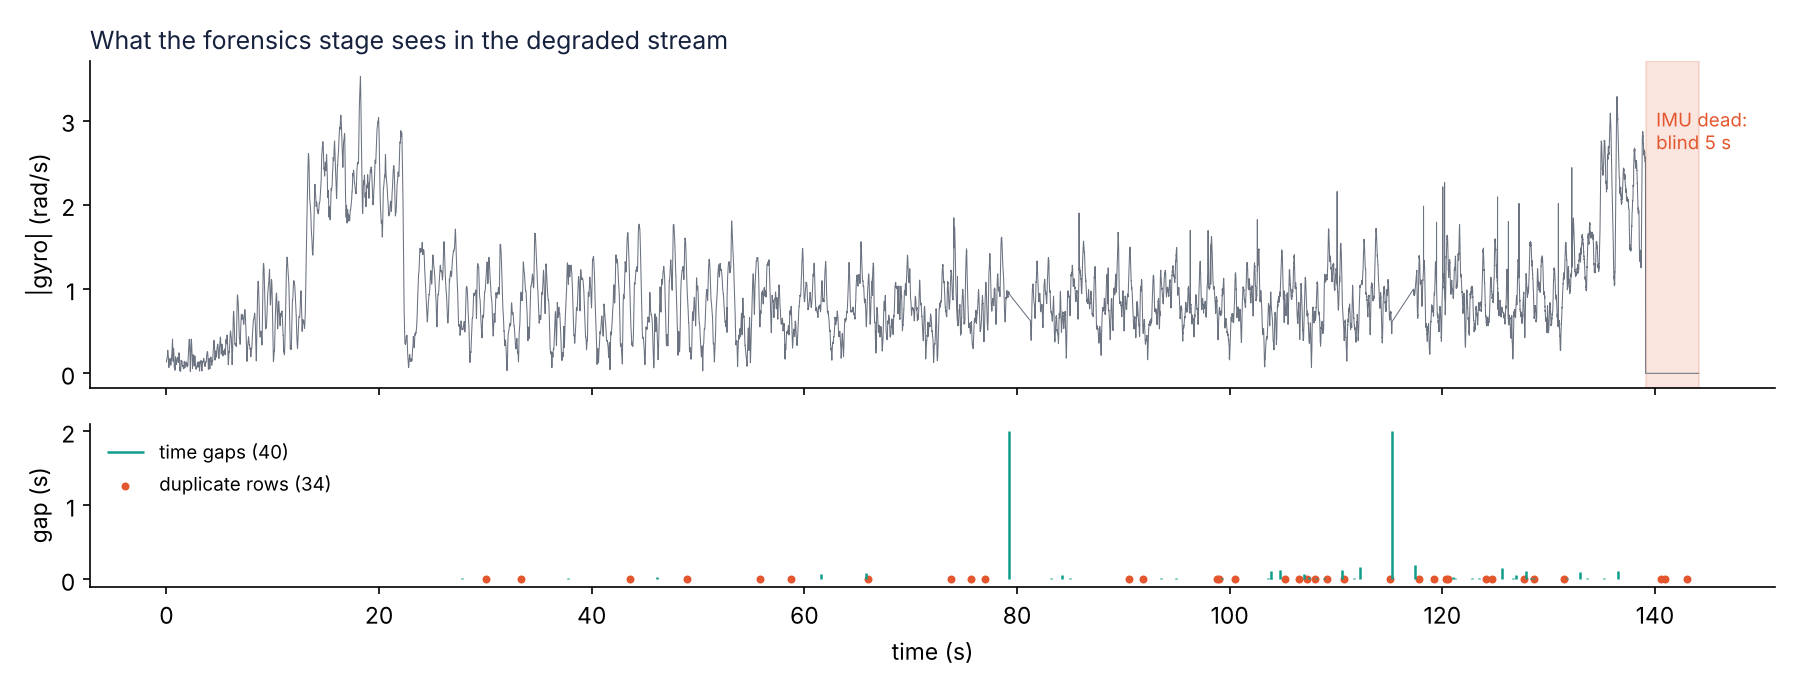 What the forensics stage sees in the degraded stream
|gyro| (rad/s)
3
2
1
0
IMU dead:
blind 5 s
gap (s)
2
1
0
time gaps (40)
duplicate rows (34)
0 20 40 60 80 100 120 140
time (s)